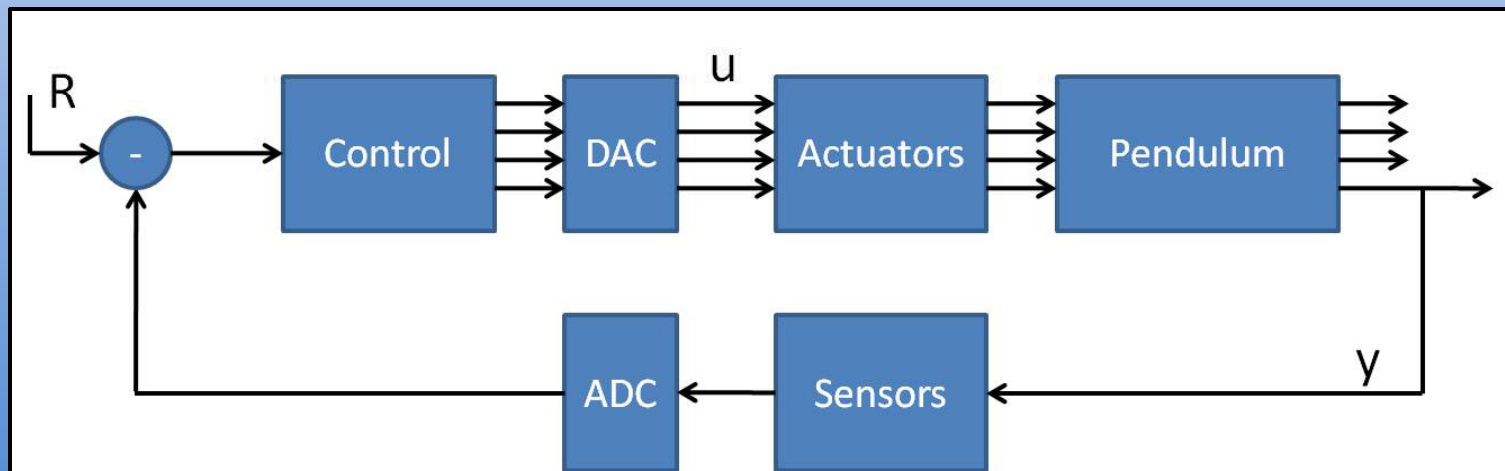 R
u
-
Control
DAC
Actuators
Pendulum
ADC
Sensors
y